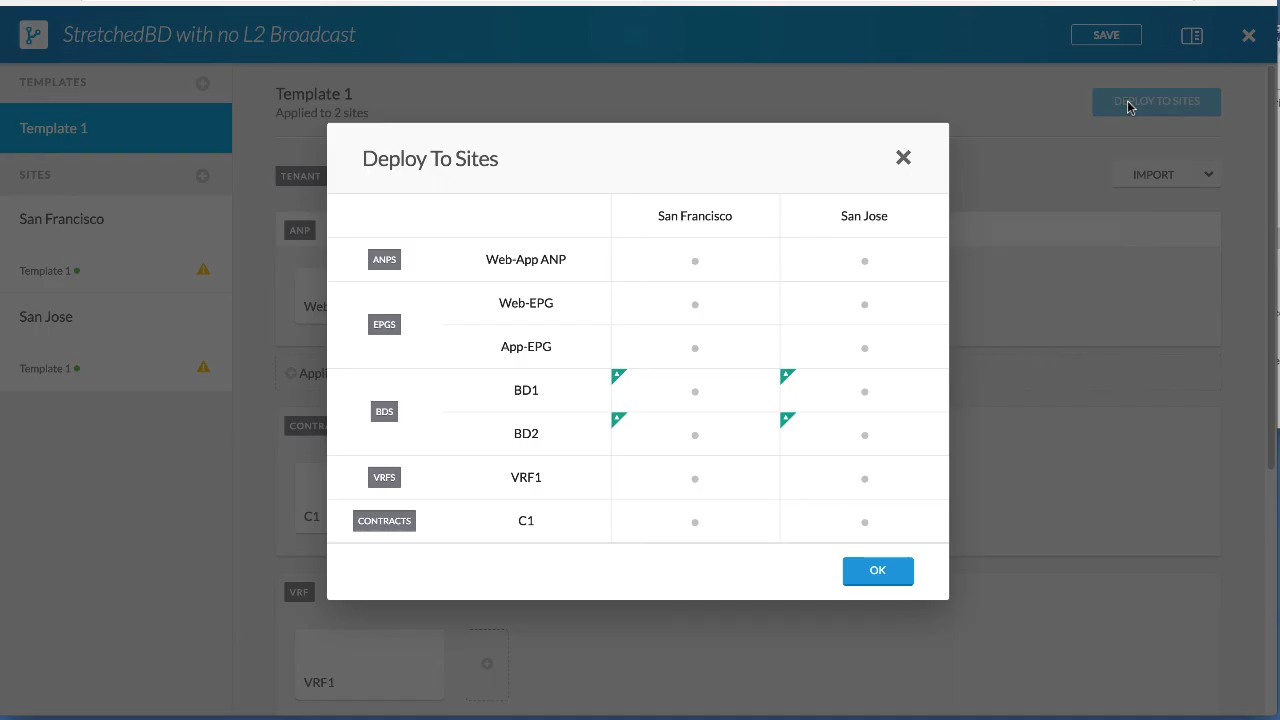 StretchedBD with no L2 Broadcast
SAVE
TEMPLATES
Template 1
SITES
San Francisco
Template 1
San Jose
Template 1
Template 1
Applied to 2 sites
DEPLOY TO SITES
TENANT
IMPORT
ANP
Web
Appli
CONTRA
C1
VRF
VRF1
Deploy To Sites
San Francisco San Jose
ANPS Web-App ANP
EPGS
Web-EPG
App-EPG
BDS
BD1
BD2
VRFS VRF1
CONTRACTS C1
OK